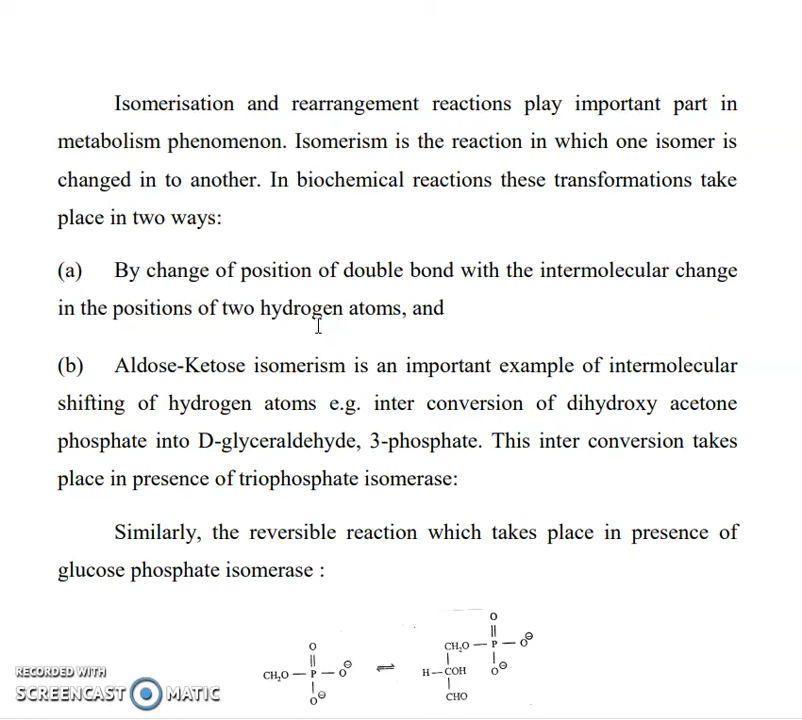 Isomerisation and rearrangement reactions play important part in
metabolism phenomenon. Isomerism is the reaction in which one isomer is
changed in to another. In biochemical reactions these transformations take
place in two ways:
(a) By change of position of double bond with the intermolecular change
in the positions of two hydrogen atoms, and
(b) Aldose-Ketose isomerism is an important example of intermolecular
shifting of hydrogen atoms e.g. inter conversion of dihydroxy acetone
phosphate into D-glyceraldehyde, 3-phosphate. This inter conversion takes
place in presence of triophosphate isomerase:
Similarly, the reversible reaction which takes place in presence of
glucose phosphate isomerase :
O
||
CH₂O — P — O⊖
|
O⊖
⇌
O
||
CH₂O — P — O⊖
| |
H—COH O⊖
|
CHO
RECORDED WITH
SCREENCAST O MATIC